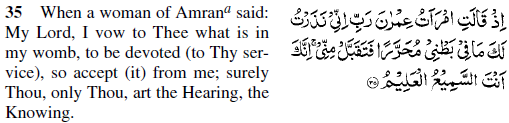 35 When a woman of Amranᵃ said:
My Lord, I vow to Thee what is in
my womb, to be devoted (to Thy ser-
vice), so accept (it) from me; surely
Thou, only Thou, art the Hearing, the
Knowing.
اِذْ قَالَتِ امْرَاَتُ عِمْرٰنَ رَبِّ اِنِّيْ نَذَرْتُ
لَكَ مَا فِيْ بَطْنِيْ مُحَرَّرًا فَتَقَبَّلْ مِنِّيْ ۚ اِنَّكَ
اَنْتَ السَّمِيْعُ الْعَلِيْمُ ۝۳۵